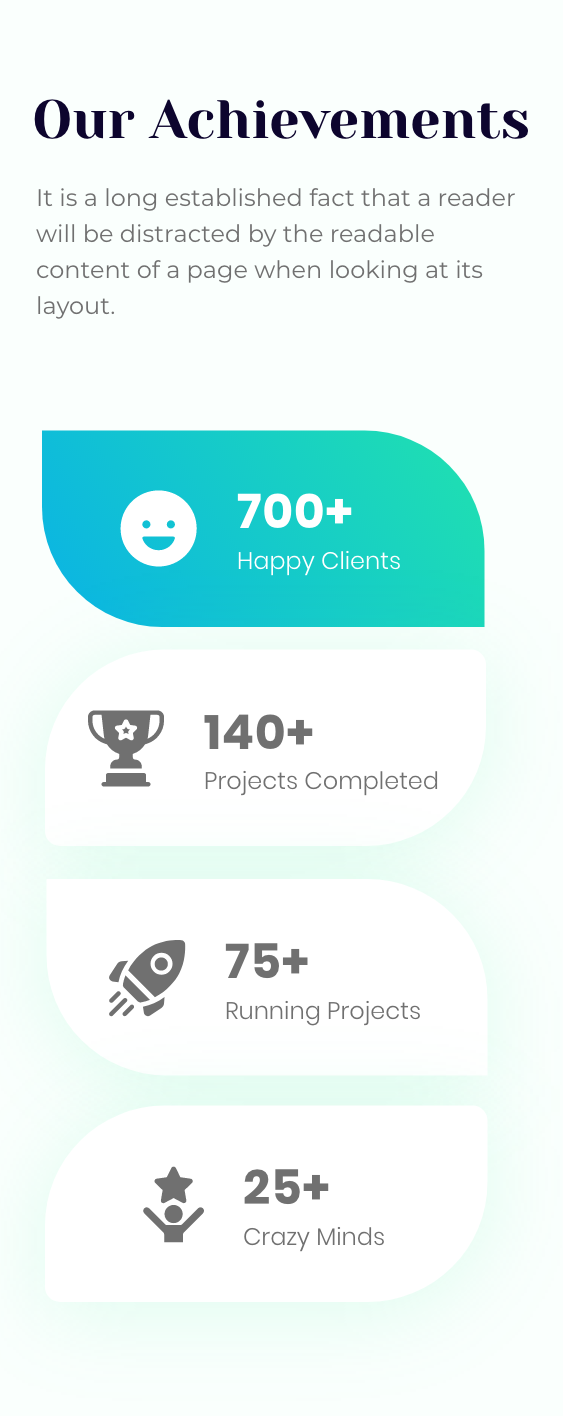 Our Achievements
It is a long established fact that a reader
will be distracted by the readable
content of a page when looking at its
layout.
700+
Happy Clients
140+
Projects Completed
75+
Running Projects
25+
Crazy Minds